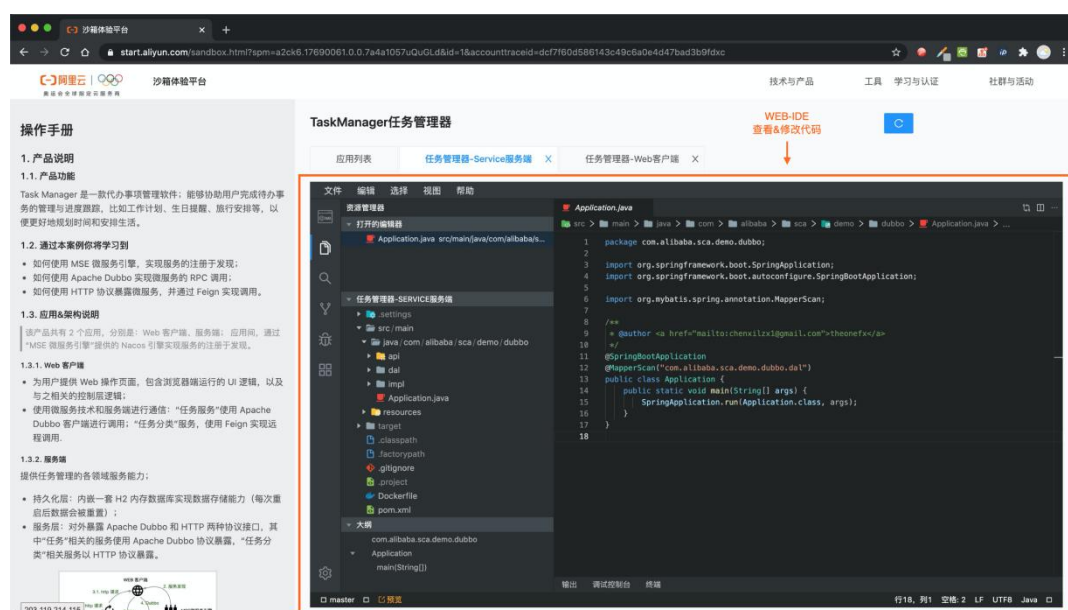 沙箱体验平台
start.aliyun.com/sandbox.html?spm=a2ck6.17690061.0.0.7a4a1057uQuGLd&id=1&accounttraceid=dcf7f60d586143c49c6a0e4d47bad3b9fdxc
阿里云
奥运会全球指定云服务商
沙箱体验平台
技术与产品 工具 学习与认证 社群与活动
操作手册
1. 产品说明
1.1. 产品功能
Task Manager 是一款代办事项管理软件；能够协助用户完成待办事
务的管理与进度跟踪，比如工作计划、生日提醒、旅行安排等，以
便更好地规划时间和安排生活。
1.2. 通过本案例你将学习到
• 如何使用 MSE 微服务引擎，实现服务的注册于发现；
• 如何使用 Apache Dubbo 实现微服务的 RPC 调用；
• 如何使用 HTTP 协议暴露微服务，并通过 Feign 实现调用。
1.3. 应用&架构说明
该产品共有 2 个应用，分别是：Web 客户端、服务端； 应用间，通过
“MSE 微服务引擎”提供的 Nacos 引擎实现服务的注册于发现。
1.3.1. Web 客户端
• 为用户提供 Web 操作页面，包含浏览器端运行的 UI 逻辑，以及
与之相关的控制层逻辑；
• 使用微服务技术和服务端进行通信：“任务服务”使用 Apache
Dubbo 客户端进行调用；“任务分类”服务，使用 Feign 实现远
程调用.
1.3.2. 服务端
提供任务管理的各领域服务能力：
• 持久化层：内嵌一套 H2 内存数据库实现数据存储能力（每次重
启后数据会被重置）；
• 服务层：对外暴露 Apache Dubbo 和 HTTP 两种协议接口，其
中“任务”相关的服务使用 Apache Dubbo 协议暴露，“任务分
类”相关服务以 HTTP 协议暴露。
WEB 客户端
TaskManager任务管理器
WEB-IDE
查看&修改代码
应用列表 任务管理器-Service服务端 X 任务管理器-Web客户端 X
文件 编辑 选择 视图 帮助
资源管理器
打开的编辑器
Application.java src/main/java/com/alibaba/s...
任务管理器-SERVICE服务端
.settings
src/main
java/com/alibaba/sca/demo/dubbo
api
dal
impl
Application.java
resources
target
.classpath
.factorypath
.gitignore
.project
Dockerfile
pom.xml
大纲
com.alibaba.sca.demo.dubbo
Application
main(String[])
Application.java
src > main > java > com > alibaba > sca > demo > dubbo > Application.java > ...
1 package com.alibaba.sca.demo.dubbo;
2
3 import org.springframework.boot.SpringApplication;
4 import org.springframework.boot.autoconfigure.SpringBootApplication;
5
6 import org.mybatis.spring.annotation.MapperScan;
7
8 /**
9 * @author <a href="mailto:chenxilzx1@gmail.com">theonefx</a>
10 */
11 @SpringBootApplication
12 @MapperScan("com.alibaba.sca.demo.dubbo.dal")
13 public class Application {
14 public static void main(String[] args) {
15 SpringApplication.run(Application.class, args);
16 }
17 }
18
输出 调试控制台 终端
master 预览
行18, 列1 空格: 2 LF UTF8 Java